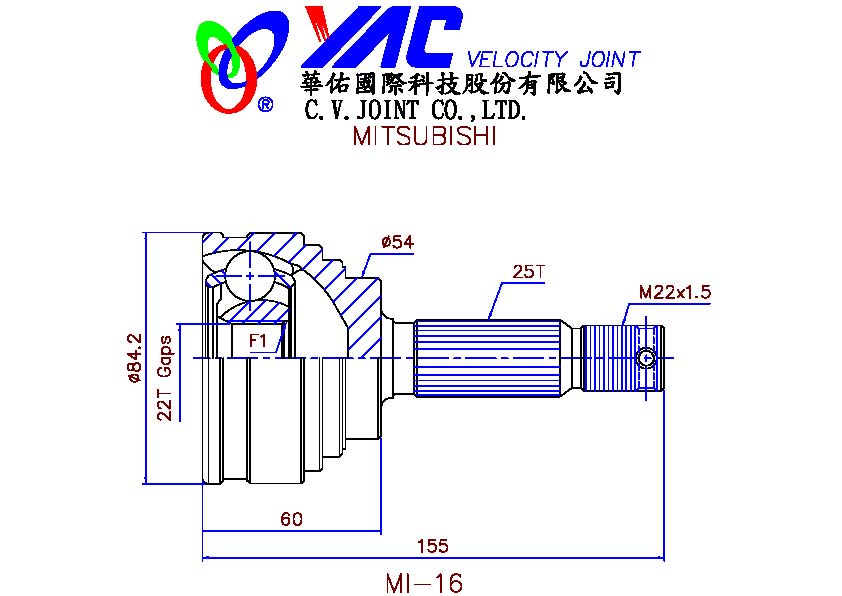 YAC VELOCITY JOINT
®
華佑國際科技股份有限公司
C.V.JOINT CO.,LTD.
MITSUBISHI
ø54
25T
M22x1.5
F1
ø84.2
22T Gaps
60
155
MI-16